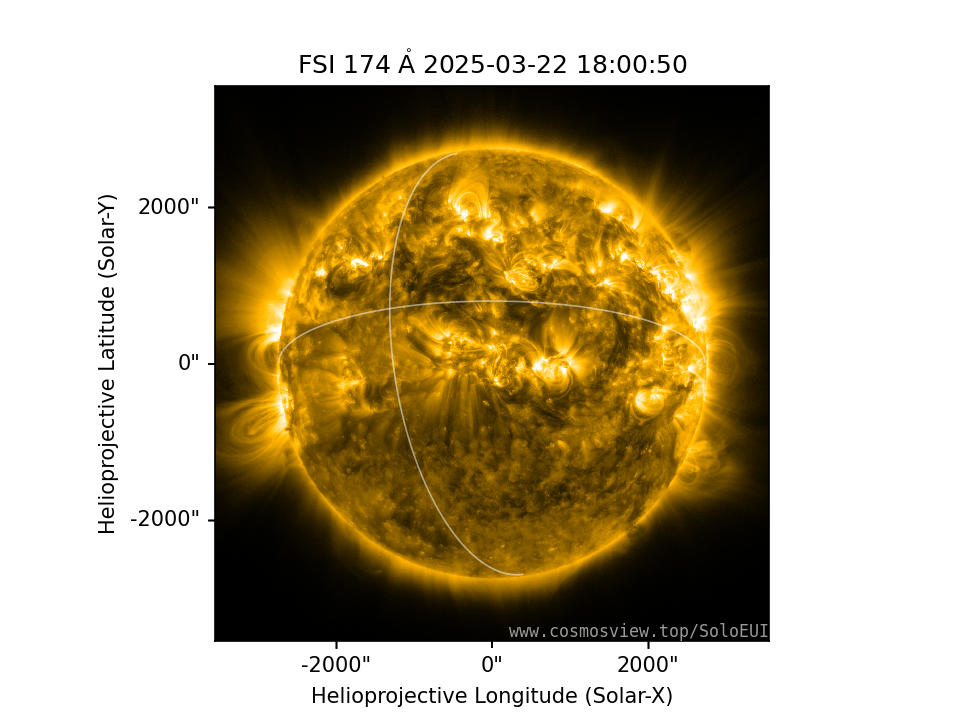 FSI 174 Å 2025-03-22 18:00:50
Helioprojective Latitude (Solar-Y)
2000"
0"
-2000"
www.cosmosview.top/SoloEUI
-2000" 0" 2000"
Helioprojective Longitude (Solar-X)